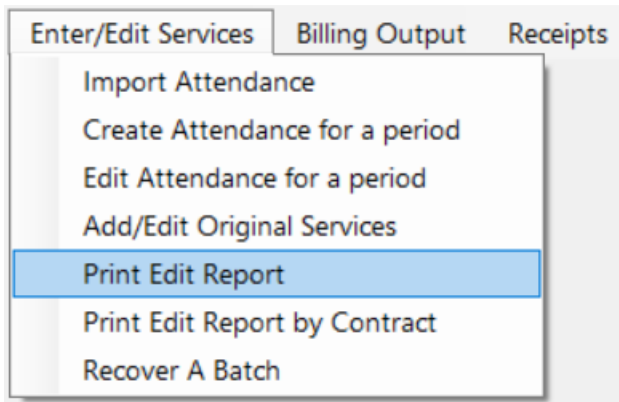 Enter/Edit Services Billing Output Receipts
Import Attendance
Create Attendance for a period
Edit Attendance for a period
Add/Edit Original Services
Print Edit Report
Print Edit Report by Contract
Recover A Batch